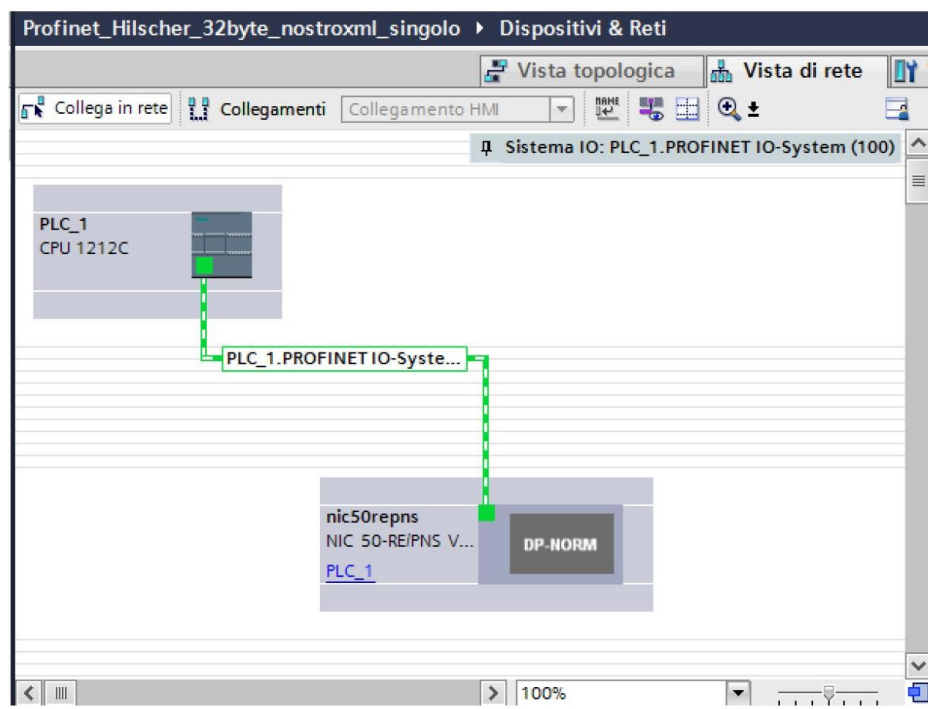 Profinet_Hilscher_32byte_nostroxml_singolo Dispositivi & Reti
Vista topologica Vista di rete
Collega in rete Collegamenti Collegamento HMI NAME
Sistema IO: PLC_1.PROFINET IO-System (100)
PLC_1
CPU 1212C
PLC_1.PROFINET IO-Syste...
nic50repns
NIC 50-RE/PNS V...
DP-NORM
PLC_1
100%